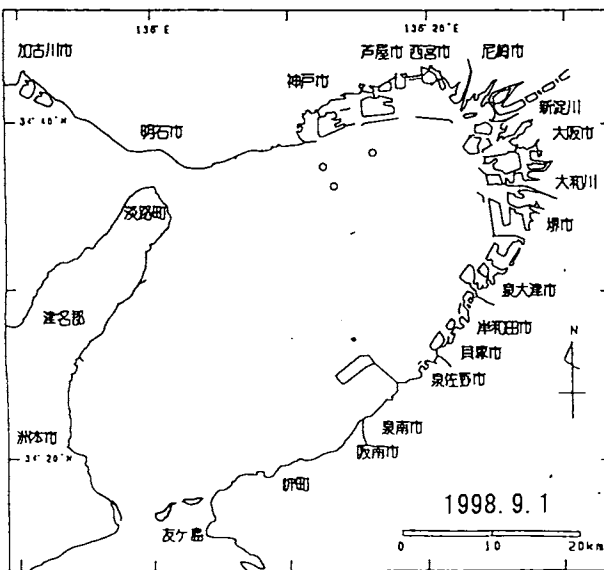 135° E
135° 20' E
加古川市
芦屋市 西宮市 尼崎市
神戸市
34° 40' N
明石市
新淀川
大阪市
大和川
淡路町
堺市
泉大津市
津名郡
岸和田市
貝塚市
N
泉佐野市
洲本市
泉南市
34° 20' N
阪南市
岬町
1998.9.1
友ケ島
0 10 20km